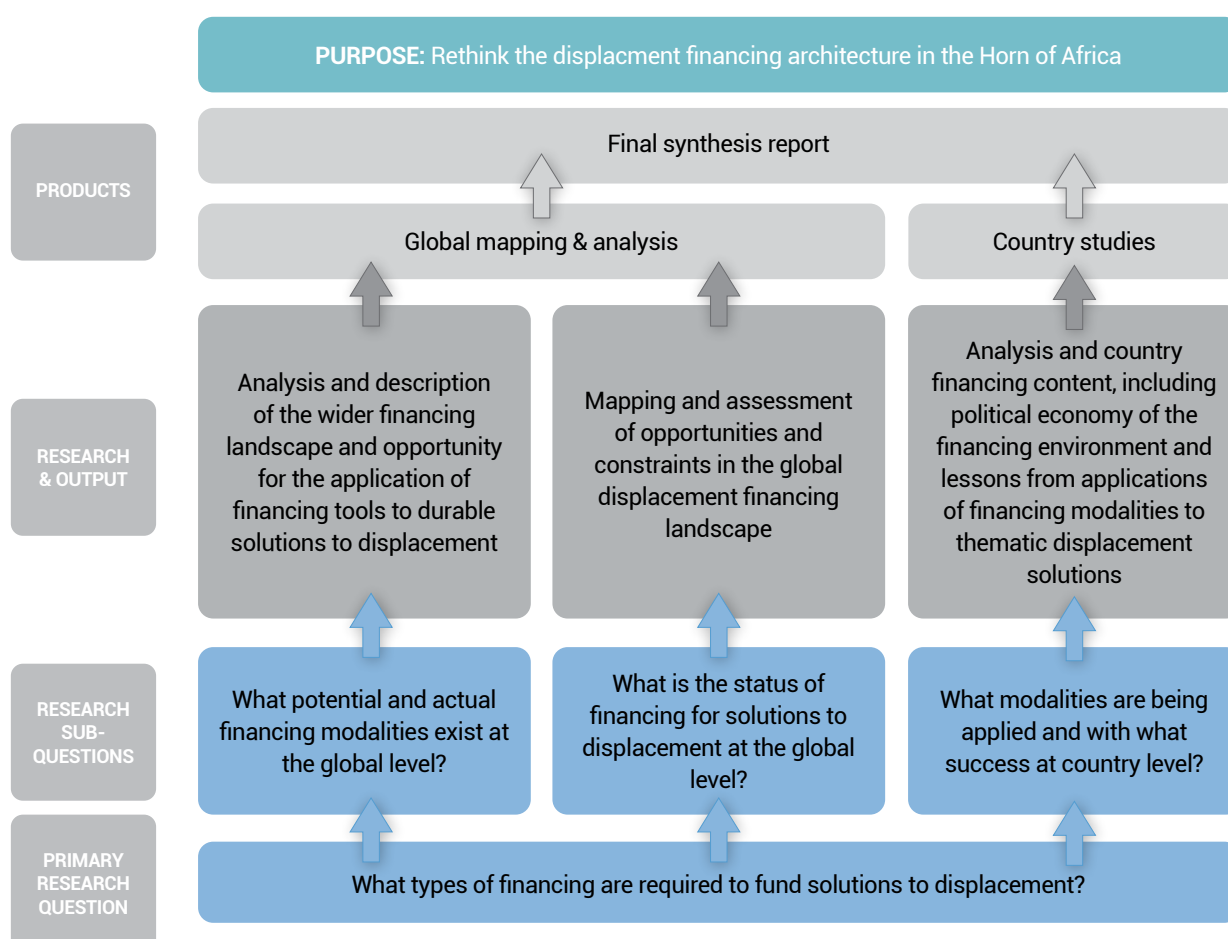 PURPOSE: Rethink the displacment financing architecture in the Horn of Africa
PRODUCTS
Final synthesis report
Global mapping & analysis
Country studies
RESEARCH
& OUTPUT
Analysis and description
of the wider financing
landscape and opportunity
for the application of
financing tools to durable
solutions to displacement
Mapping and assessment
of opportunities and
constraints in the global
displacement financing
landscape
Analysis and country
financing content, including
political economy of the
financing environment and
lessons from applications
of financing modalities to
thematic displacement
solutions
RESEARCH
SUB-
QUESTIONS
What potential and actual
financing modalities exist at
the global level?
What is the status of
financing for solutions to
displacement at the global
level?
What modalities are being
applied and with what
success at country level?
PRIMARY
RESEARCH
QUESTION
What types of financing are required to fund solutions to displacement?